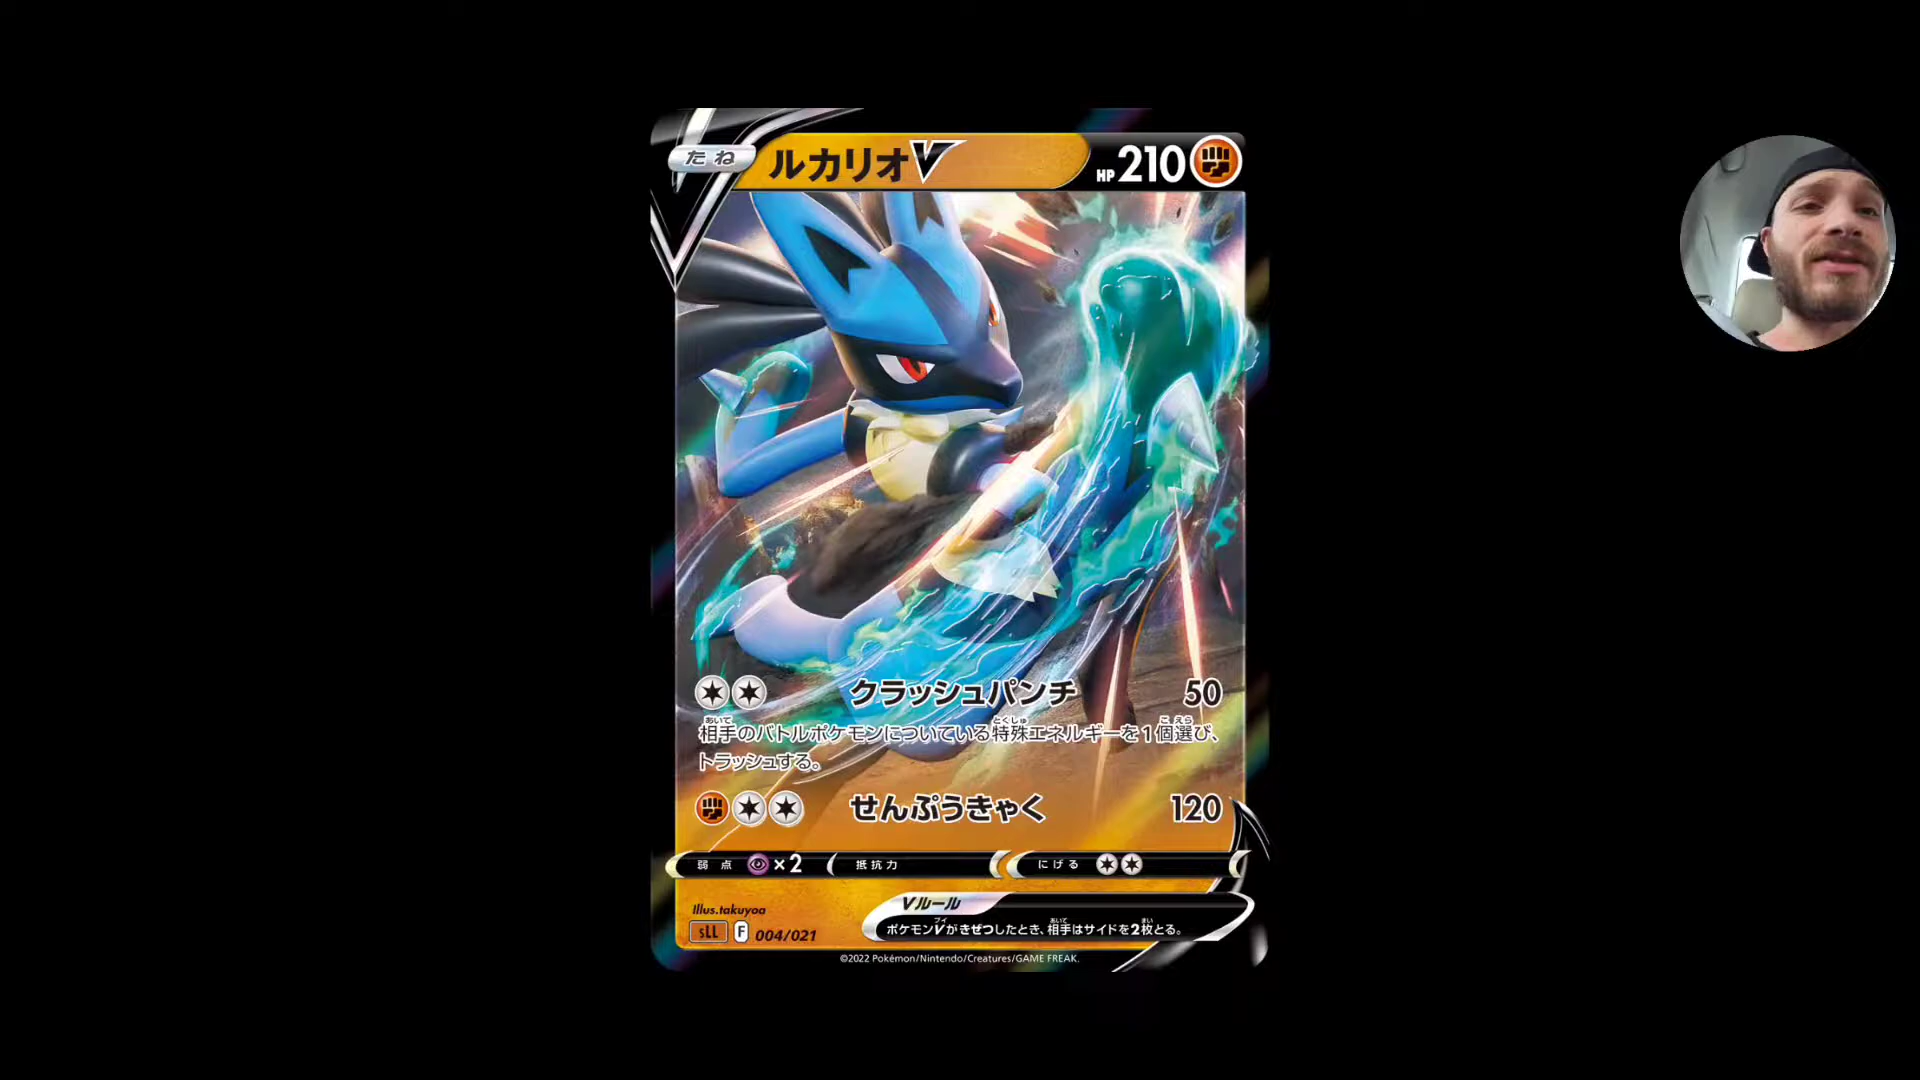 たね
ルカリオV
HP210
クラッシュパンチ 50
相手のバトルポケモンについている特殊エネルギーを1個選び、
トラッシュする。
せんぷうきゃく 120
弱点 ×2 抵抗力 にげる
Illus.takuyoa
Vルール
ポケモンVがきぜつしたとき、相手はサイドを2枚とる。
sLL F 004/021
©2022 Pokémon/Nintendo/Creatures/GAME FREAK.